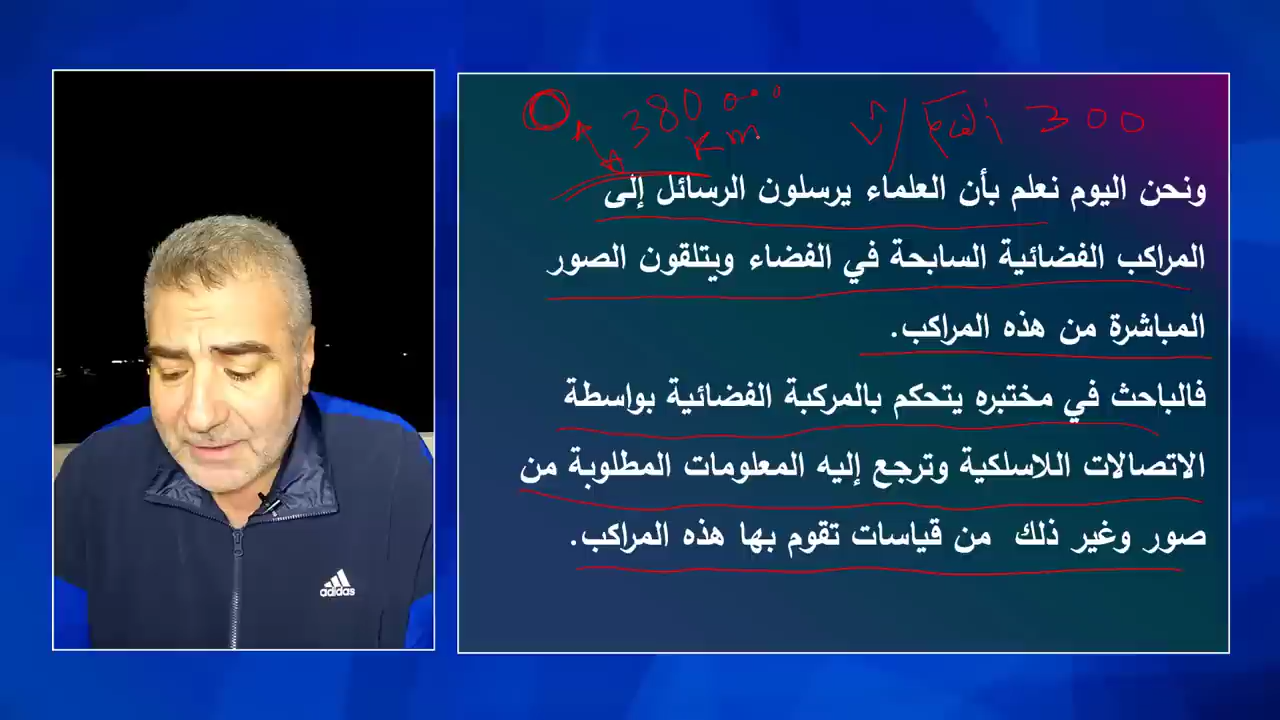 380 000
Km
300
ونحن اليوم نعلم بأن العلماء يرسلون الرسائل إلى
المراكب الفضائية السابحة في الفضاء ويتلقون الصور
المباشرة من هذه المراكب.
فالباحث في مختبره يتحكم بالمركبة الفضائية بواسطة
الاتصالات اللاسلكية وترجع إليه المعلومات المطلوبة من
صور وغير ذلك من قياسات تقوم بها هذه المراكب.
adidas